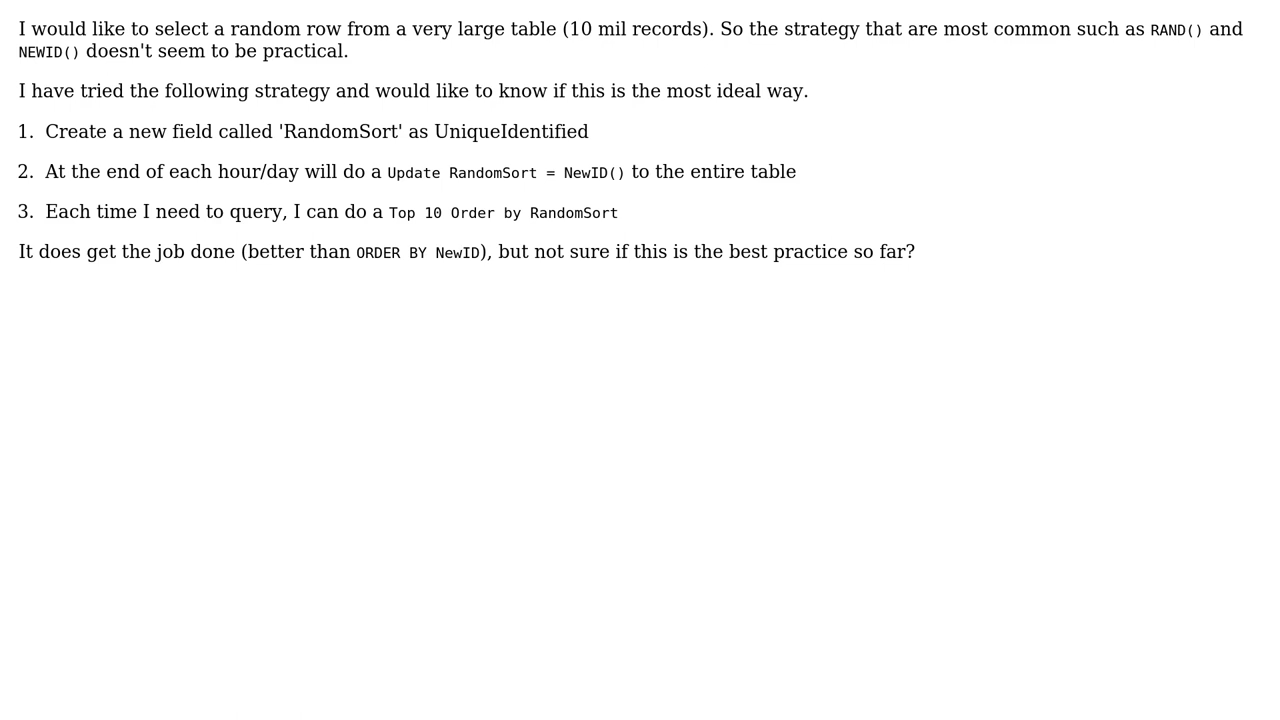 I would like to select a random row from a very large table (10 mil records). So the strategy that are most common such as RAND() and
NEWID() doesn't seem to be practical.
I have tried the following strategy and would like to know if this is the most ideal way.
1. Create a new field called 'RandomSort' as UniqueIdentified
2. At the end of each hour/day will do a Update RandomSort = NewID() to the entire table
3. Each time I need to query, I can do a Top 10 Order by RandomSort
It does get the job done (better than ORDER BY NewID), but not sure if this is the best practice so far?